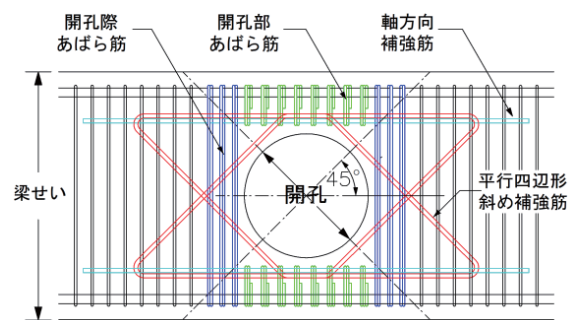 開孔際
あばら筋
開孔部
あばら筋
軸方向
補強筋
梁せい
開孔
45°
平行四辺形
斜め補強筋